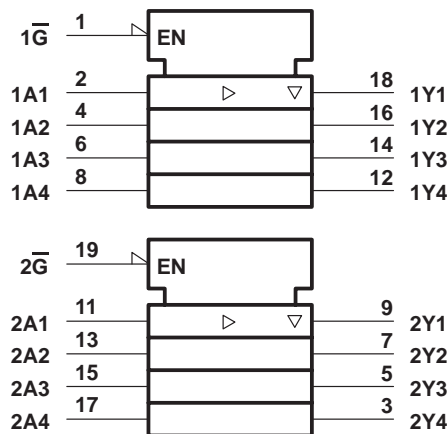 1G̅ 1 EN
1A1 2 18 1Y1
1A2 4 16 1Y2
1A3 6 14 1Y3
1A4 8 12 1Y4
2G̅ 19 EN
2A1 11 9 2Y1
2A2 13 7 2Y2
2A3 15 5 2Y3
2A4 17 3 2Y4